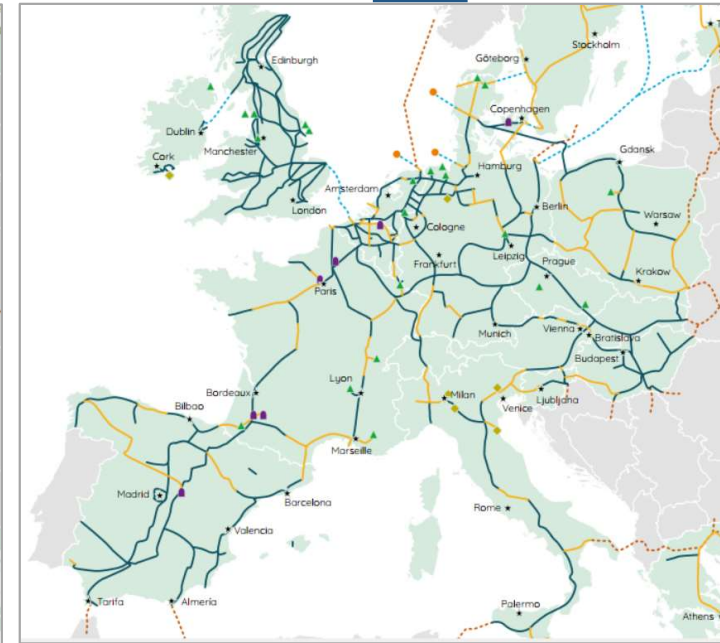 Stockholm
Edinburgh
Göteborg
Copenhagen
Dublin
Manchester
Gdansk
Cork
Hamburg
Amsterdam
London
Berlin
Warsaw
Cologne
Leipzig
Frankfurt
Prague
Krakow
Paris
Munich
Vienna
Bratislava
Budapest
Lyon
Bordeaux
Milan
Ljubljana
Venice
Bilbao
Marseille
Madrid
Barcelona
Rome
Valencia
Tarifa
Almería
Palermo
Athens